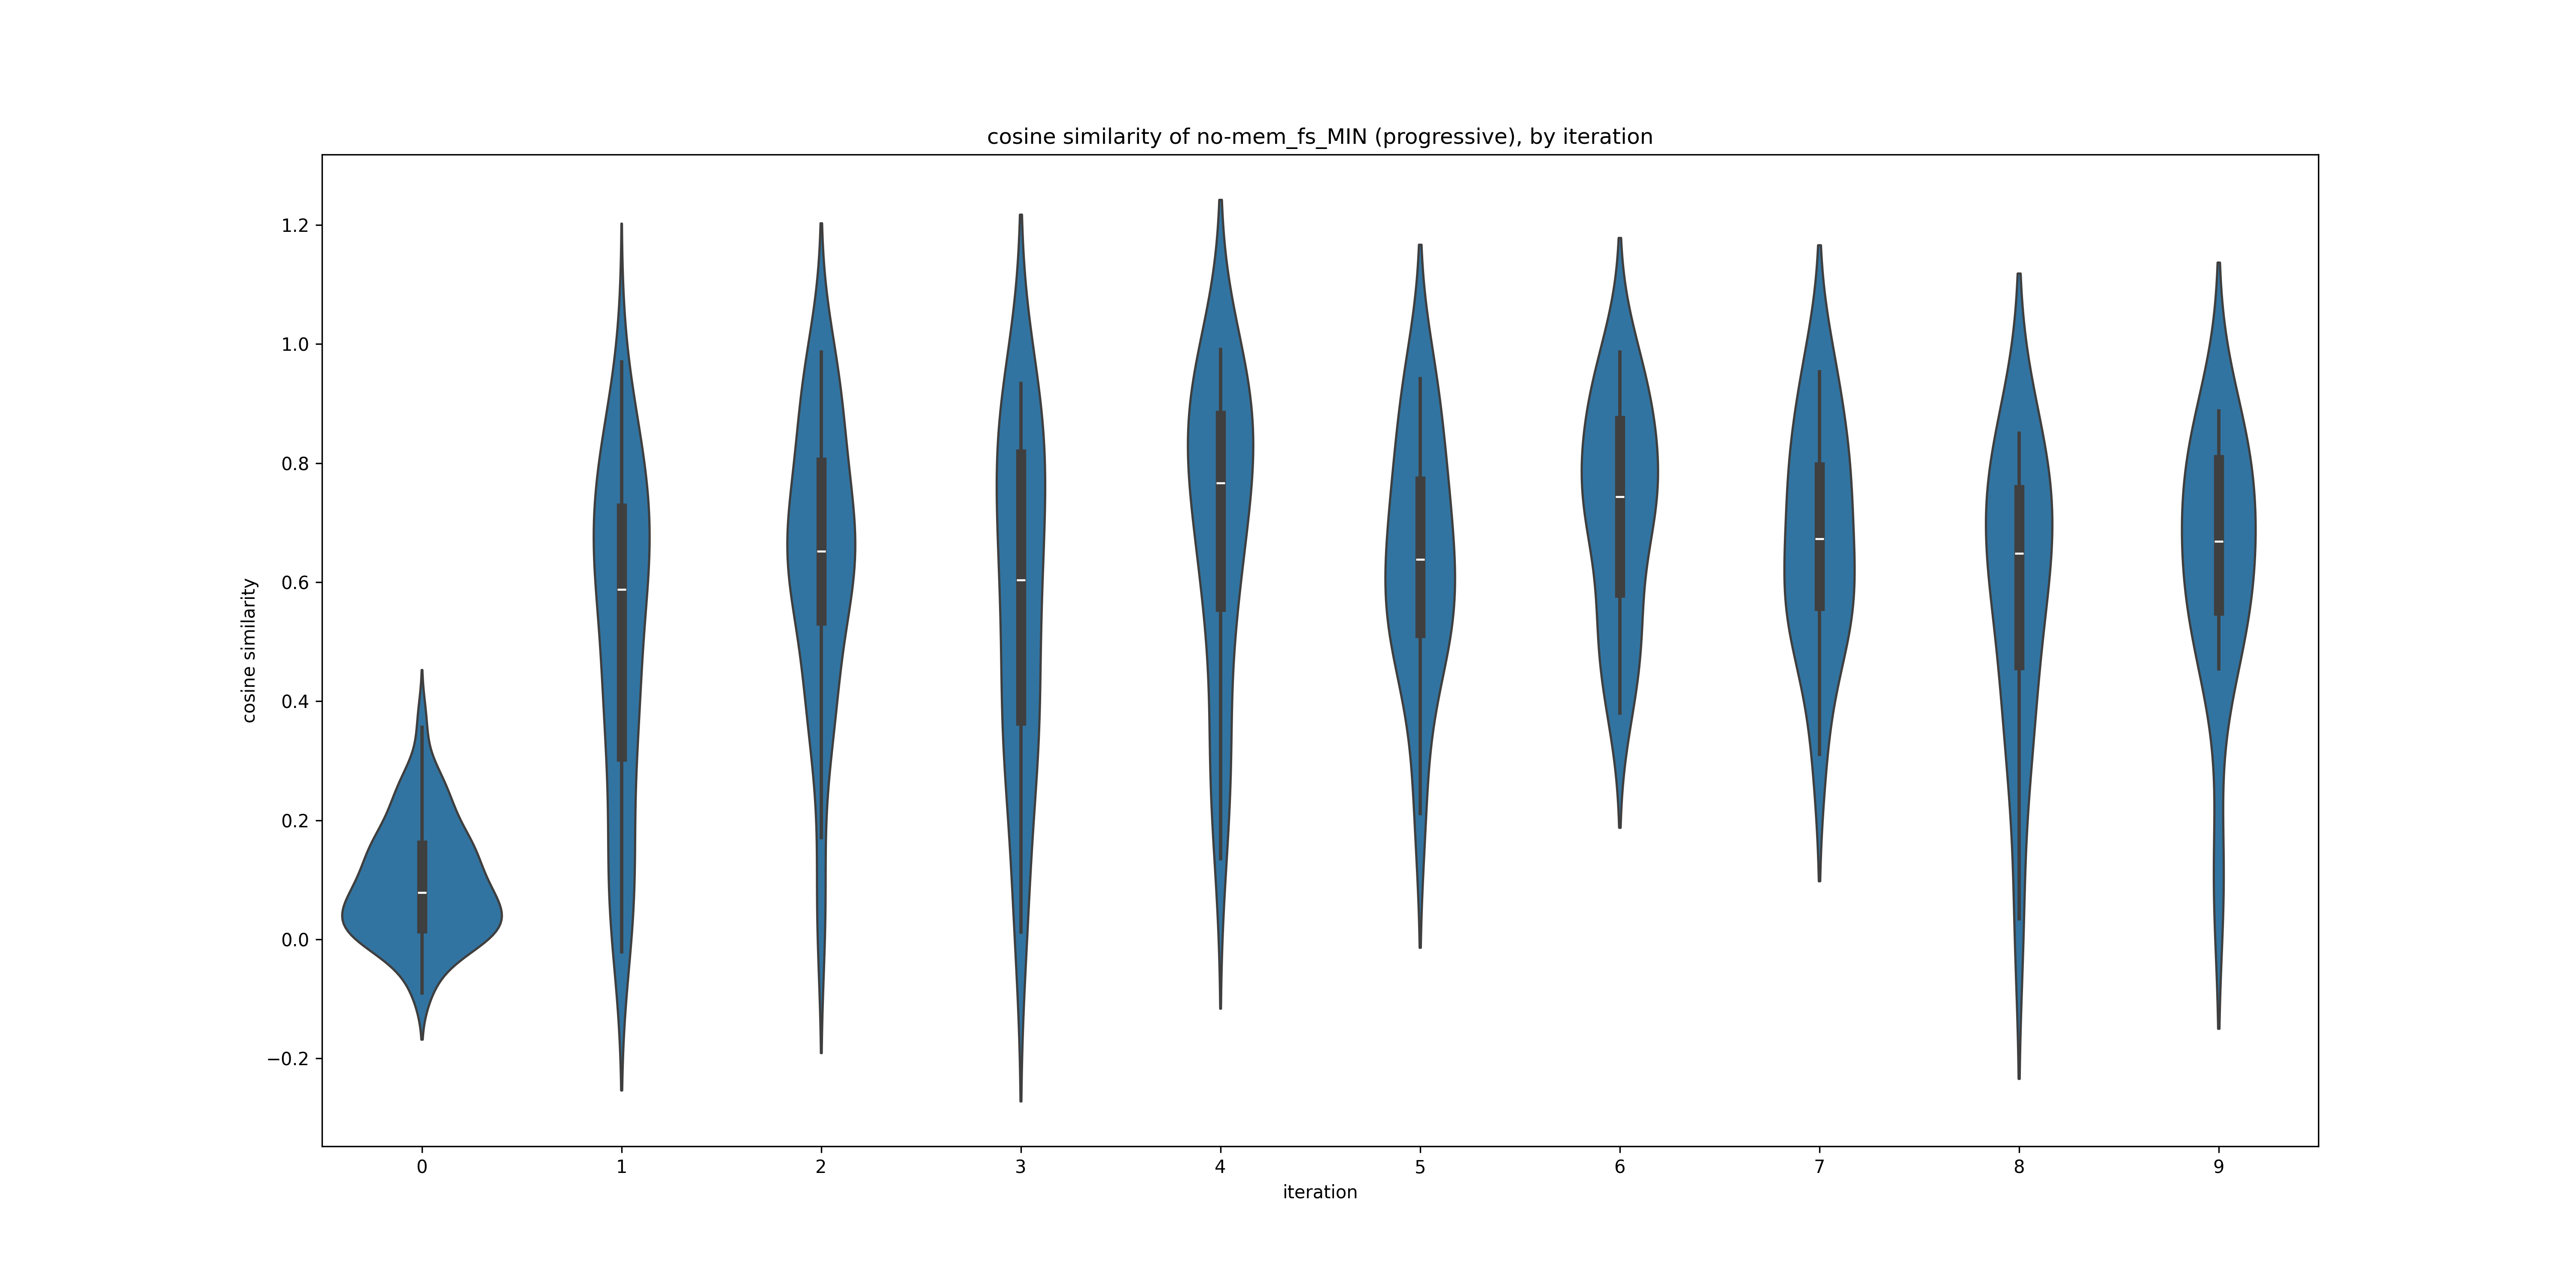 cosine similarity of no-mem_fs_MIN (progressive), by iteration
1.2
1.0
0.8
0.6
0.4
0.2
0.0
−0.2
cosine similarity
0 1 2 3 4 5 6 7 8 9
iteration